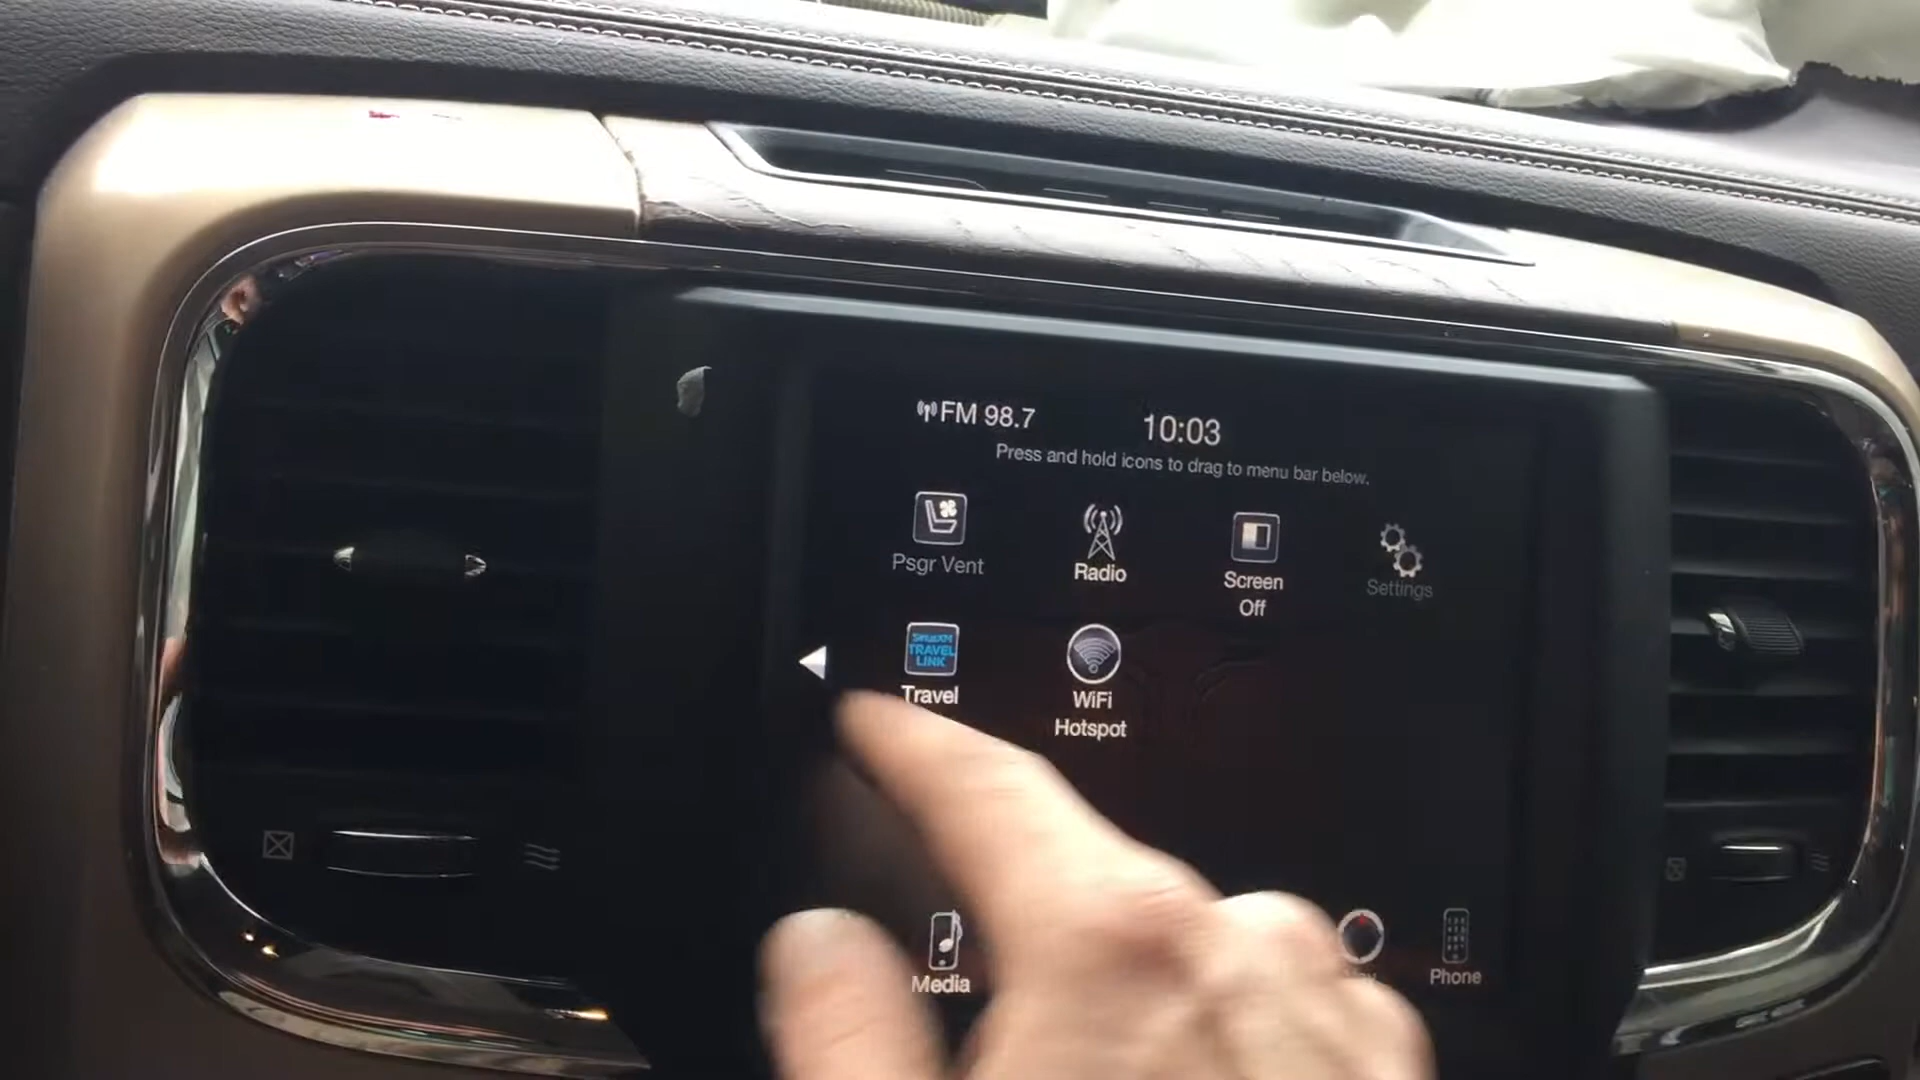 FM 98.7
10:03
Press and hold icons to drag to menu bar below.
Psgr Vent
Radio
Screen
Off
Settings
SiriusXM
TRAVEL
LINK
Travel
WiFi
Hotspot
Media
Phone